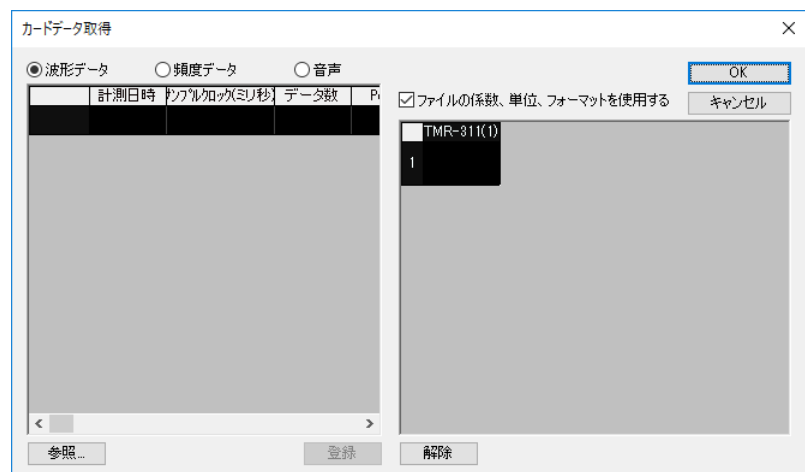 カードデータ取得
波形データ 頻度データ 音声
OK
計測日時 サンプルクロック(ミリ秒) データ数
ファイルの係数、単位、フォーマットを使用する
キャンセル
TMR-311(1)
1
参照...
登録
解除